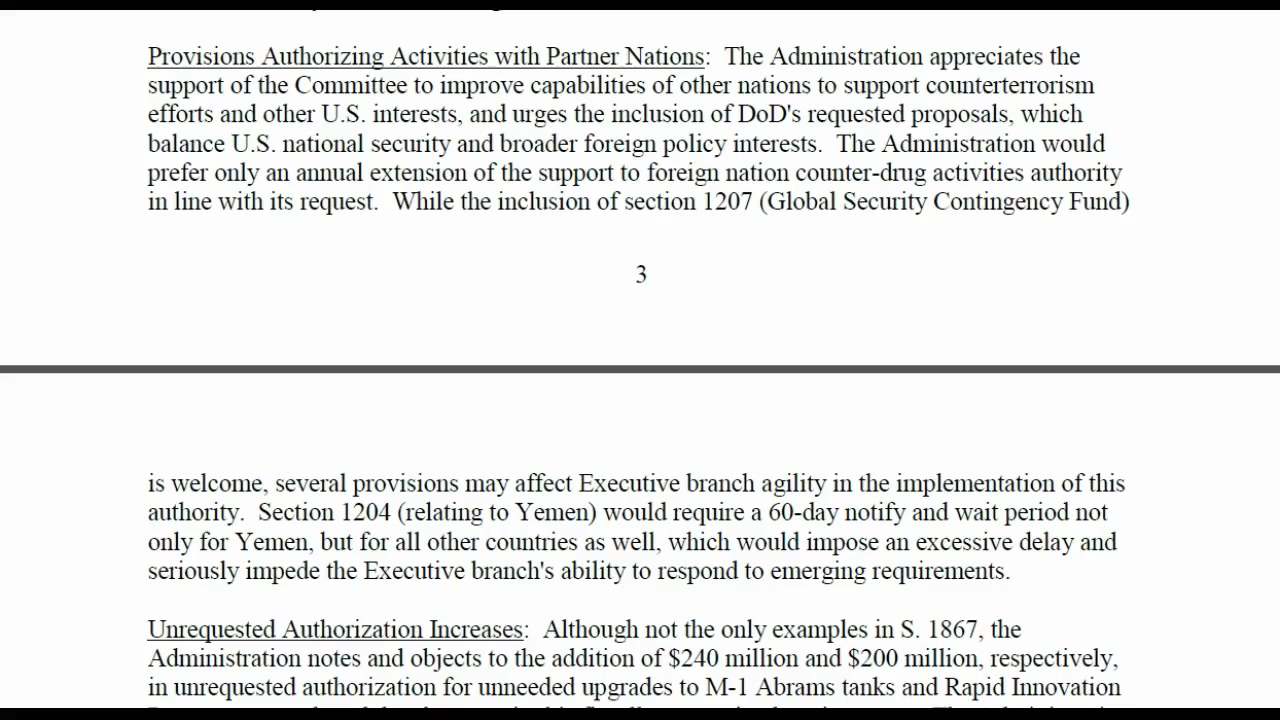 Provisions Authorizing Activities with Partner Nations: The Administration appreciates the
support of the Committee to improve capabilities of other nations to support counterterrorism
efforts and other U.S. interests, and urges the inclusion of DoD's requested proposals, which
balance U.S. national security and broader foreign policy interests. The Administration would
prefer only an annual extension of the support to foreign nation counter-drug activities authority
in line with its request. While the inclusion of section 1207 (Global Security Contingency Fund)
3
is welcome, several provisions may affect Executive branch agility in the implementation of this
authority. Section 1204 (relating to Yemen) would require a 60-day notify and wait period not
only for Yemen, but for all other countries as well, which would impose an excessive delay and
seriously impede the Executive branch's ability to respond to emerging requirements.
Unrequested Authorization Increases: Although not the only examples in S. 1867, the
Administration notes and objects to the addition of $240 million and $200 million, respectively,
in unrequested authorization for unneeded upgrades to M-1 Abrams tanks and Rapid Innovation